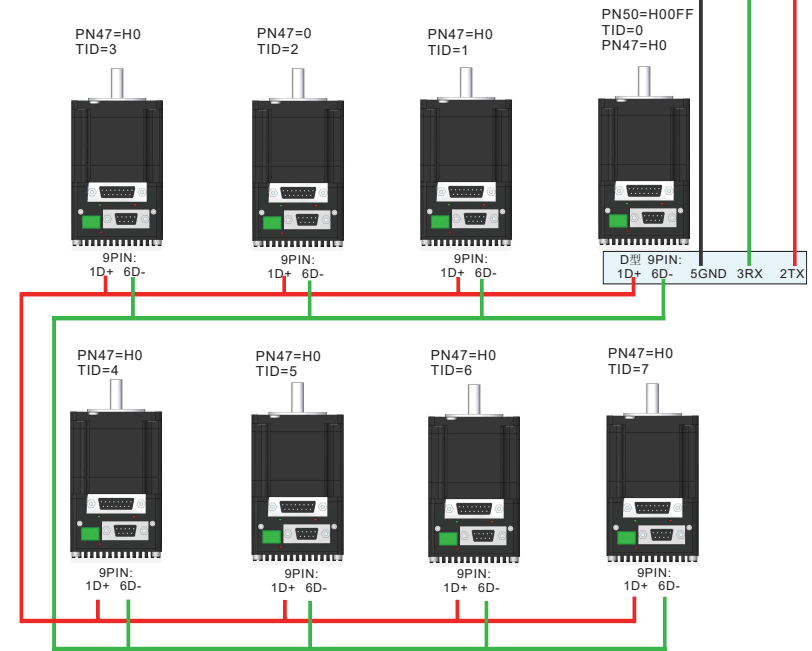 PN47=H0
TID=3
PN47=0
TID=2
PN47=H0
TID=1
PN50=H00FF
TID=0
PN47=H0
9PIN:
1D+ 6D-
9PIN:
1D+ 6D-
9PIN:
1D+ 6D-
D型 9PIN:
1D+ 6D- 5GND 3RX 2TX
PN47=H0
TID=4
PN47=H0
TID=5
PN47=H0
TID=6
PN47=H0
TID=7
9PIN:
1D+ 6D-
9PIN:
1D+ 6D-
9PIN:
1D+ 6D-
9PIN:
1D+ 6D-